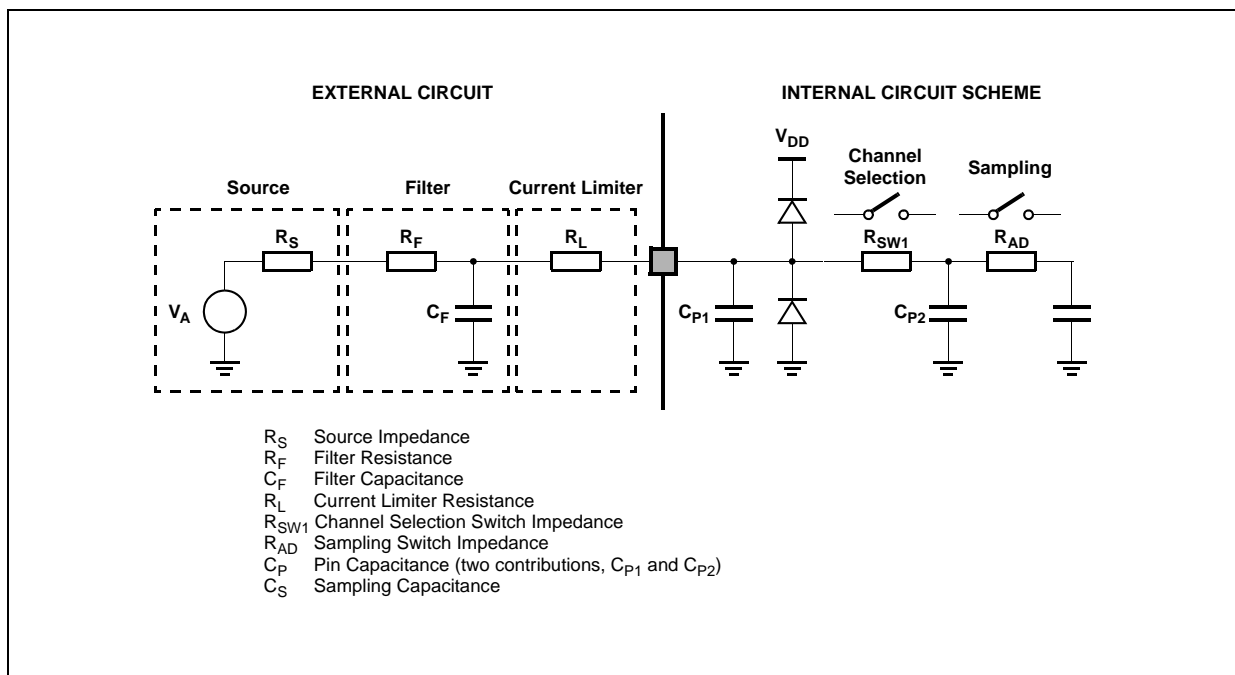 EXTERNAL CIRCUIT
INTERNAL CIRCUIT SCHEME
VDD
Channel
Selection
Sampling
Source
Filter
Current Limiter
RS
RF
RL
RSW1
RAD
VA
CF
CP1
CP2
RS Source Impedance
RF Filter Resistance
CF Filter Capacitance
RL Current Limiter Resistance
RSW1 Channel Selection Switch Impedance
RAD Sampling Switch Impedance
CP Pin Capacitance (two contributions, CP1 and CP2)
CS Sampling Capacitance